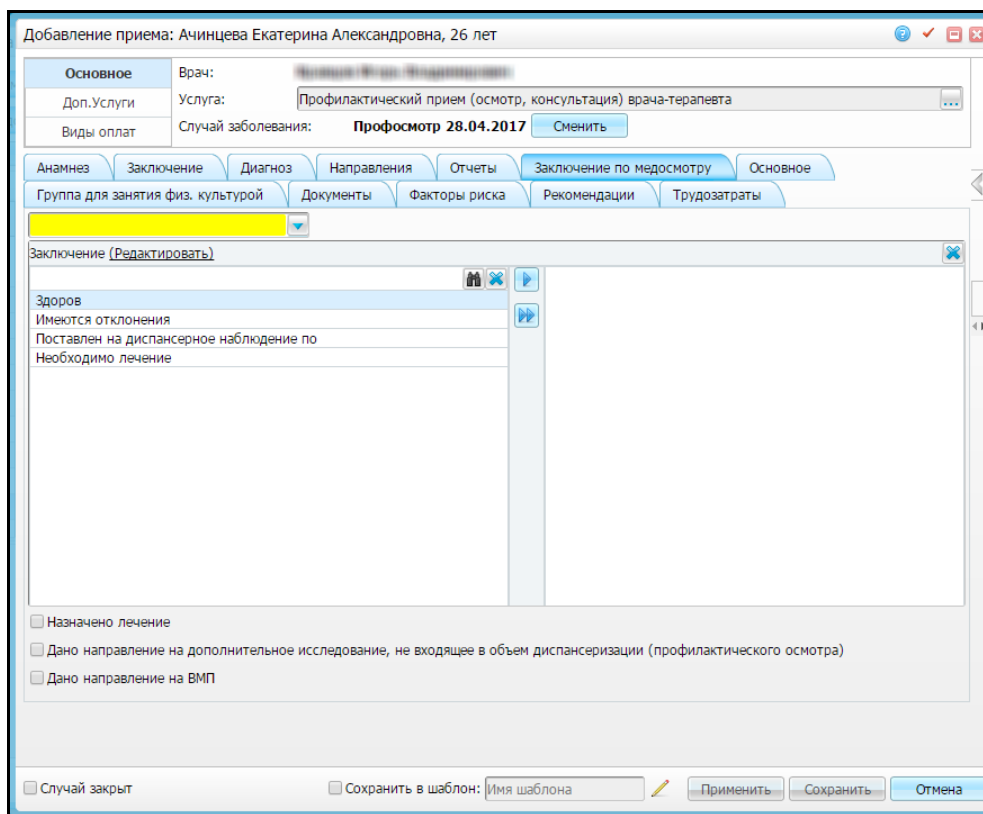 Добавление приема: Ачинцева Екатерина Александровна, 26 лет
Основное
Доп.Услуги
Виды оплат
Врач:
Услуга: Профилактический прием (осмотр, консультация) врача-терапевта ...
Случай заболевания: Профосмотр 28.04.2017 Сменить
Анамнез Заключение Диагноз Направления Отчеты Заключение по медосмотру Основное
Группа для занятия физ. культурой Документы Факторы риска Рекомендации Трудозатраты
Заключение (Редактировать)
Здоров
Имеются отклонения
Поставлен на диспансерное наблюдение по
Необходимо лечение
Назначено лечение
Дано направление на дополнительное исследование, не входящее в объем диспансеризации (профилактического осмотра)
Дано направление на ВМП
Случай закрыт Сохранить в шаблон: Имя шаблона Применить Сохранить Отмена